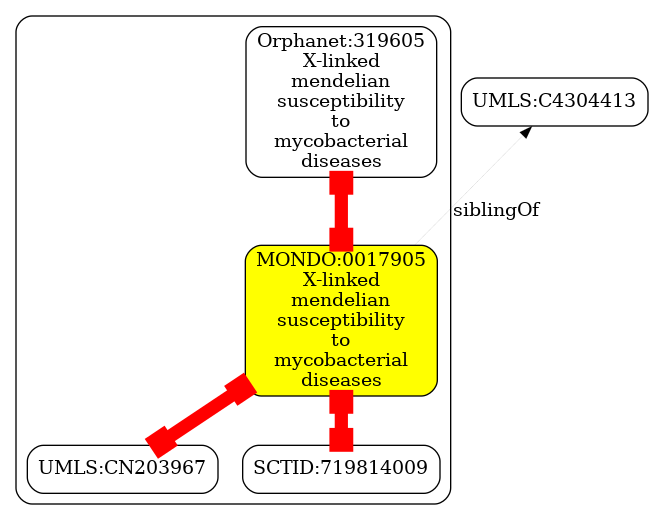 Orphanet:319605
X-linked
mendelian
susceptibility
to
mycobacterial
diseases
UMLS:C4304413
siblingOf
MONDO:0017905
X-linked
mendelian
susceptibility
to
mycobacterial
diseases
UMLS:CN203967
SCTID:719814009